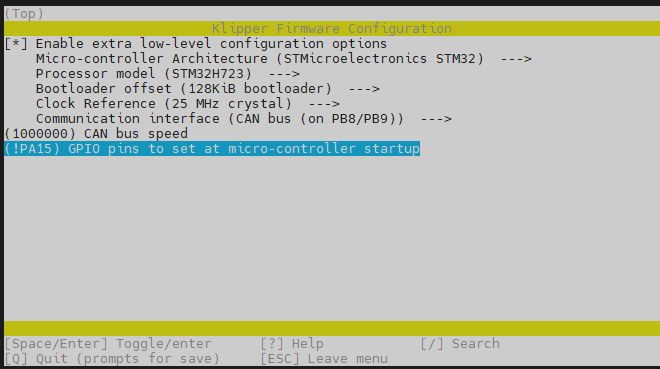 (Top)
Klipper Firmware Configuration
[*] Enable extra low-level configuration options
Micro-controller Architecture (STMicroelectronics STM32)  --->
Processor model (STM32H723)  --->
Bootloader offset (128KiB bootloader)  --->
Clock Reference (25 MHz crystal)  --->
Communication interface (CAN bus (on PB8/PB9))  --->
(1000000) CAN bus speed
(!PA15) GPIO pins to set at micro-controller startup
[Space/Enter] Toggle/enter [?] Help [/] Search
[Q] Quit (prompts for save) [ESC] Leave menu